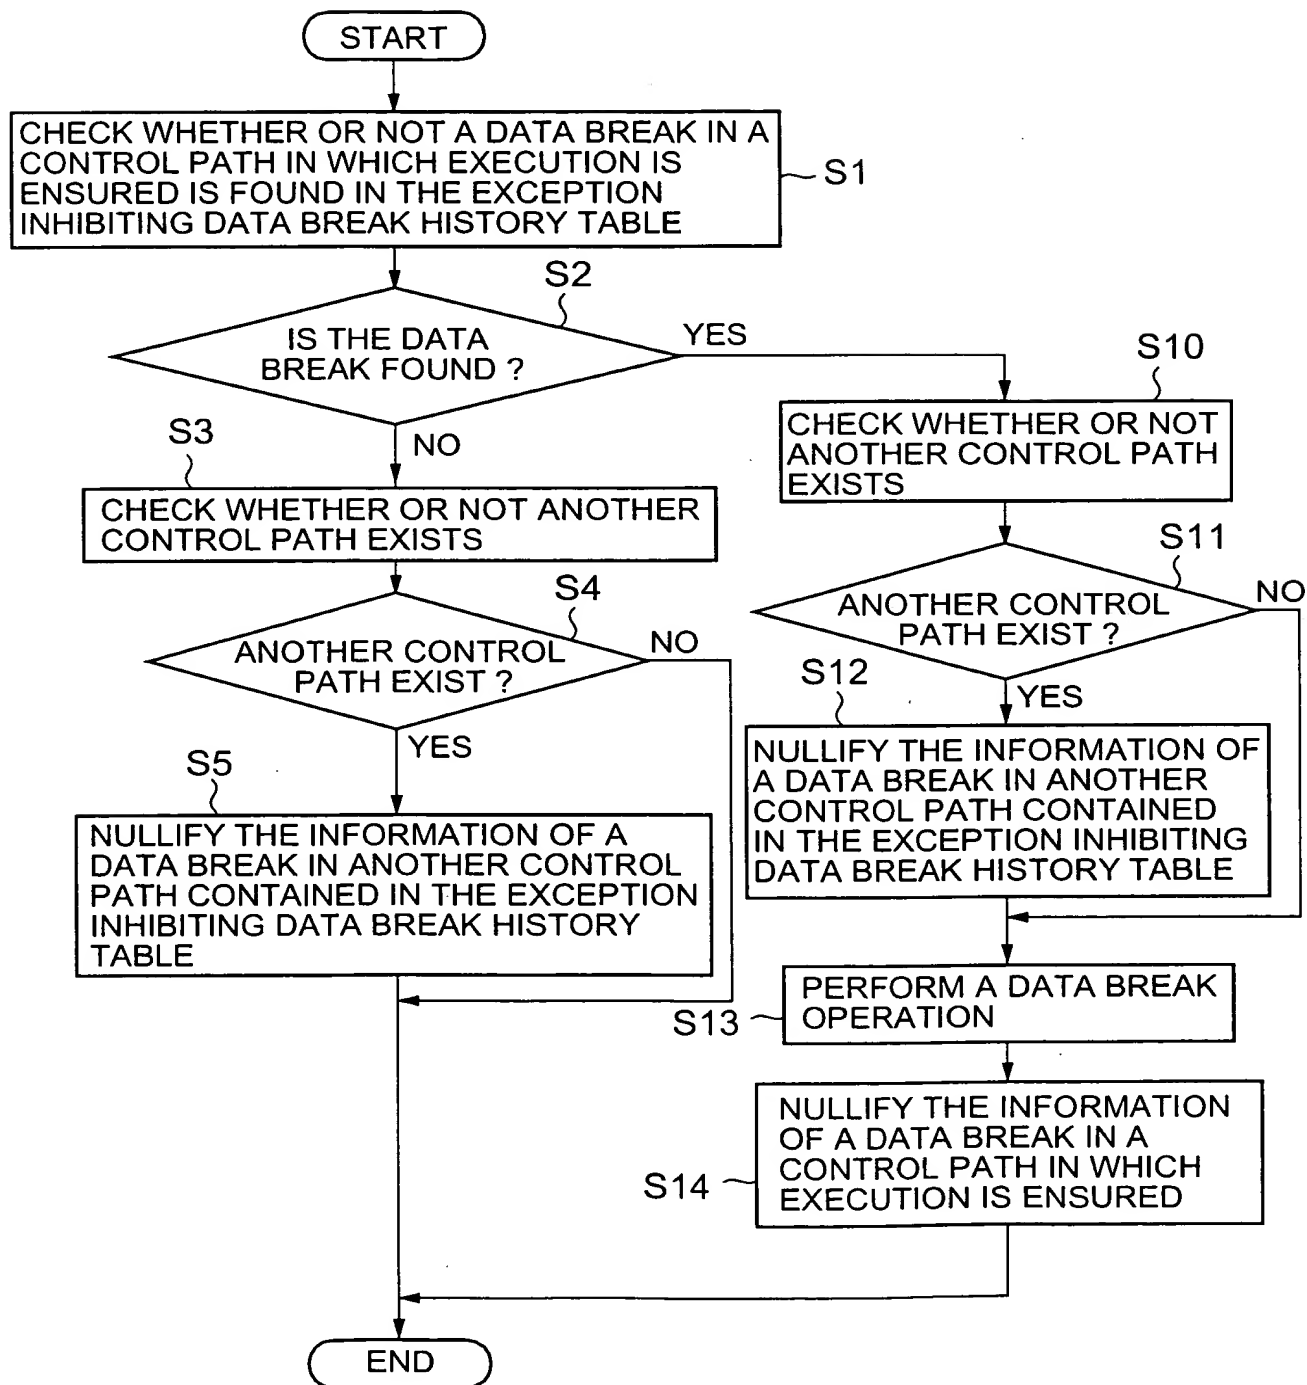 START
CHECK WHETHER OR NOT A DATA BREAK IN A
CONTROL PATH IN WHICH EXECUTION IS
ENSURED IS FOUND IN THE EXCEPTION
INHIBITING DATA BREAK HISTORY TABLE
S1
S2
IS THE DATA
BREAK FOUND ?
YES
NO
S3
CHECK WHETHER OR NOT ANOTHER
CONTROL PATH EXISTS
S4
ANOTHER CONTROL
PATH EXIST ?
NO
YES
S5
NULLIFY THE INFORMATION OF A
DATA BREAK IN ANOTHER CONTROL
PATH CONTAINED IN THE EXCEPTION
INHIBITING DATA BREAK HISTORY
TABLE
S10
CHECK WHETHER OR NOT
ANOTHER CONTROL PATH
EXISTS
S11
ANOTHER CONTROL
PATH EXIST ?
NO
YES
S12
NULLIFY THE INFORMATION OF
A DATA BREAK IN ANOTHER
CONTROL PATH CONTAINED
IN THE EXCEPTION INHIBITING
DATA BREAK HISTORY TABLE
PERFORM A DATA BREAK
OPERATION
S13
NULLIFY THE INFORMATION
OF A DATA BREAK IN A
CONTROL PATH IN WHICH
EXECUTION IS ENSURED
S14
END